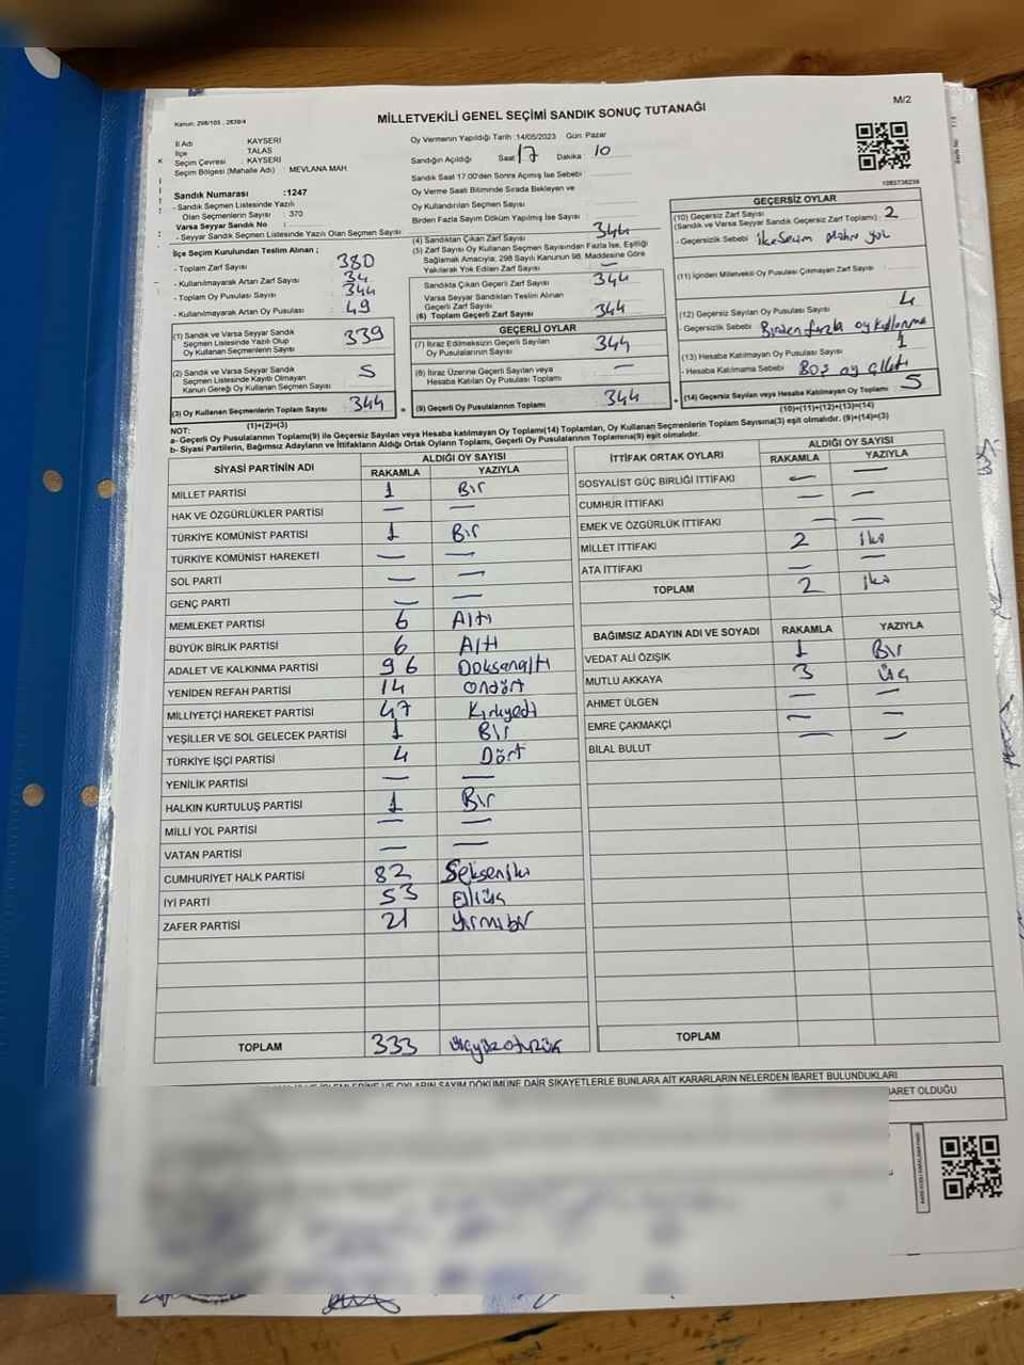 MİLLETVEKİLİ GENEL SEÇİMİ SANDIK SONUÇ TUTANAĞI
M/2
Kanun: 298/105 , 2839/4
İl Adı KAYSERİ
İlçe TALAS
Seçim Çevresi : KAYSERİ
Seçim Bölgesi (Mahalle Adı) : MEVLANA MAH.
Sandık Numarası :1247
- Sandık Seçmen Listesinde Yazılı
Olan Seçmenlerin Sayısı : 370
Varsa Seyyar Sandık No :
- Seyyar Sandık Seçmen Listesinde Yazılı Olan Seçmen Sayısı
İlçe Seçim Kurulundan Teslim Alınan ;
- Toplam Zarf Sayısı 380
- Kullanılmayarak Artan Zarf Sayısı 34
- Toplam Oy Pusulası Sayısı 344
- Kullanılmayarak Artan Oy Pusulası 49
(1) Sandık ve Varsa Seyyar Sandık
Seçmen Listesinde Yazılı Olup
Oy Kullanan Seçmenlerin Sayısı 339
(2) Sandık ve Varsa Seyyar Sandık
Seçmen Listesinde Kayıtlı Olmayan
Kanun Gereği Oy Kullanan Seçmen Sayısı 5
(3) Oy Kullanan Seçmenlerin Toplam Sayısı 344
(1)+(2)=(3)
Oy Vermenin Yapıldığı Tarih :14/05/2023 Gün: Pazar
Sandığın Açıldığı Saat 17 Dakika : 10
Sandık Saat 17.00'den Sonra Açılmış İse Sebebi :
Oy Verme Saati Bitiminde Sırada Bekleyen ve
Oy Kullandırılan Seçmen Sayısı
Birden Fazla Sayım Döküm Yapılmış İse Sayısı
(4) Sandıktan Çıkan Zarf Sayısı 344
(5) Zarf Sayısı Oy Kullanan Seçmen Sayısından Fazla İse, Eşitliği
Sağlamak Amacıyla; 298 Sayılı Kanunun 98. Maddesine Göre
Yakılarak Yok Edilen Zarf Sayısı —
Sandıkta Çıkan Geçerli Zarf Sayısı 344
Varsa Seyyar Sandıktan Teslim Alınan
Geçerli Zarf Sayısı
(6) Toplam Geçerli Zarf Sayısı 344
GEÇERLİ OYLAR
(7) İtiraz Edilmeksizin Geçerli Sayılan
Oy Pusulalarının Sayısı 344
(8) İtiraz Üzerine Geçerli Sayılan veya
Hesaba Katılan Oy Pusulası Toplamı —
(9) Geçerli Oy Pusulalarının Toplamı 344
1083738239
GEÇERSİZ OYLAR
(10) Geçersiz Zarf Sayısı
(Sandık ve Varsa Seyyar Sandık Geçersiz Zarf Toplamı) : 2
- Geçersizlik Sebebi : ilçe seçim mührü yok
(11) İçinden Milletvekili Oy Pusulası Çıkmayan Zarf Sayısı :
(12) Geçersiz Sayılan Oy Pusulası Sayısı 4
- Geçersizlik Sebebi : Birden fazla oy kullanma
(13) Hesaba Katılmayan Oy Pusulası Sayısı 1
- Hesaba Katılmama Sebebi Boş oy
(14) Geçersiz Sayılan veya Hesaba Katılmayan Oy Toplamı 5
(10)+(11)+(12)+(13)=(14)
NOT:
a- Geçerli Oy Pusulalarının Toplamı(9) ile Geçersiz Sayılan veya Hesaba Katılmayan Oy Toplamı(14) Toplamları, Oy Kullanan Seçmenlerin Toplam Sayısına(3) eşit olmalıdır. (9)+(14)=(3)
b- Siyasi Partilerin, Bağımsız Adayların ve İttifakların Aldığı Ortak Oyların Toplamı, Geçerli Oy Pusulalarının Toplamına(9) eşit olmalıdır.
SİYASİ PARTİNİN ADI ALDIĞI OY SAYISI
RAKAMLA YAZIYLA
MİLLET PARTİSİ 1 Bir
HAK VE ÖZGÜRLÜKLER PARTİSİ — —
TÜRKİYE KOMÜNİST PARTİSİ 1 Bir
TÜRKİYE KOMÜNİST HAREKETİ — —
SOL PARTİ — —
GENÇ PARTİ — —
MEMLEKET PARTİSİ 6 Altı
BÜYÜK BİRLİK PARTİSİ 6 Altı
ADALET VE KALKINMA PARTİSİ 96 Doksanaltı
YENİDEN REFAH PARTİSİ 14 Ondört
MİLLİYETÇİ HAREKET PARTİSİ 47 Kırkyedi
YEŞİLLER VE SOL GELECEK PARTİSİ 1 Bir
TÜRKİYE İŞÇİ PARTİSİ 4 Dört
YENİLİK PARTİSİ — —
HALKIN KURTULUŞ PARTİSİ 1 Bir
MİLLİ YOL PARTİSİ — —
VATAN PARTİSİ — —
CUMHURİYET HALK PARTİSİ 82 Sekseniki
İYİ PARTİ 53 Elliüç
ZAFER PARTİSİ 21 Yirmibir
TOPLAM 333 üçyüzotuzüç
İTTİFAK ORTAK OYLARI ALDIĞI OY SAYISI
RAKAMLA YAZIYLA
SOSYALİST GÜÇ BİRLİĞİ İTTİFAKI — —
CUMHUR İTTİFAKI — —
EMEK VE ÖZGÜRLÜK İTTİFAKI — —
MİLLET İTTİFAKI 2 iki
ATA İTTİFAKI — —
TOPLAM 2 iki
BAĞIMSIZ ADAYIN ADI VE SOYADI RAKAMLA YAZIYLA
VEDAT ALİ ÖZIŞIK 1 Bir
MUTLU AKKAYA 3 üç
AHMET ÜLGEN — —
EMRE ÇAKMAKÇI — —
BİLAL BULUT — —
TOPLAM
OYLARIN SAYIM DÖKÜMÜNE DAİR ŞİKAYETLERLE BUNLARA AİT KARARLARIN NELERDEN İBARET BULUNDUKLARI
İBARET OLDUĞU